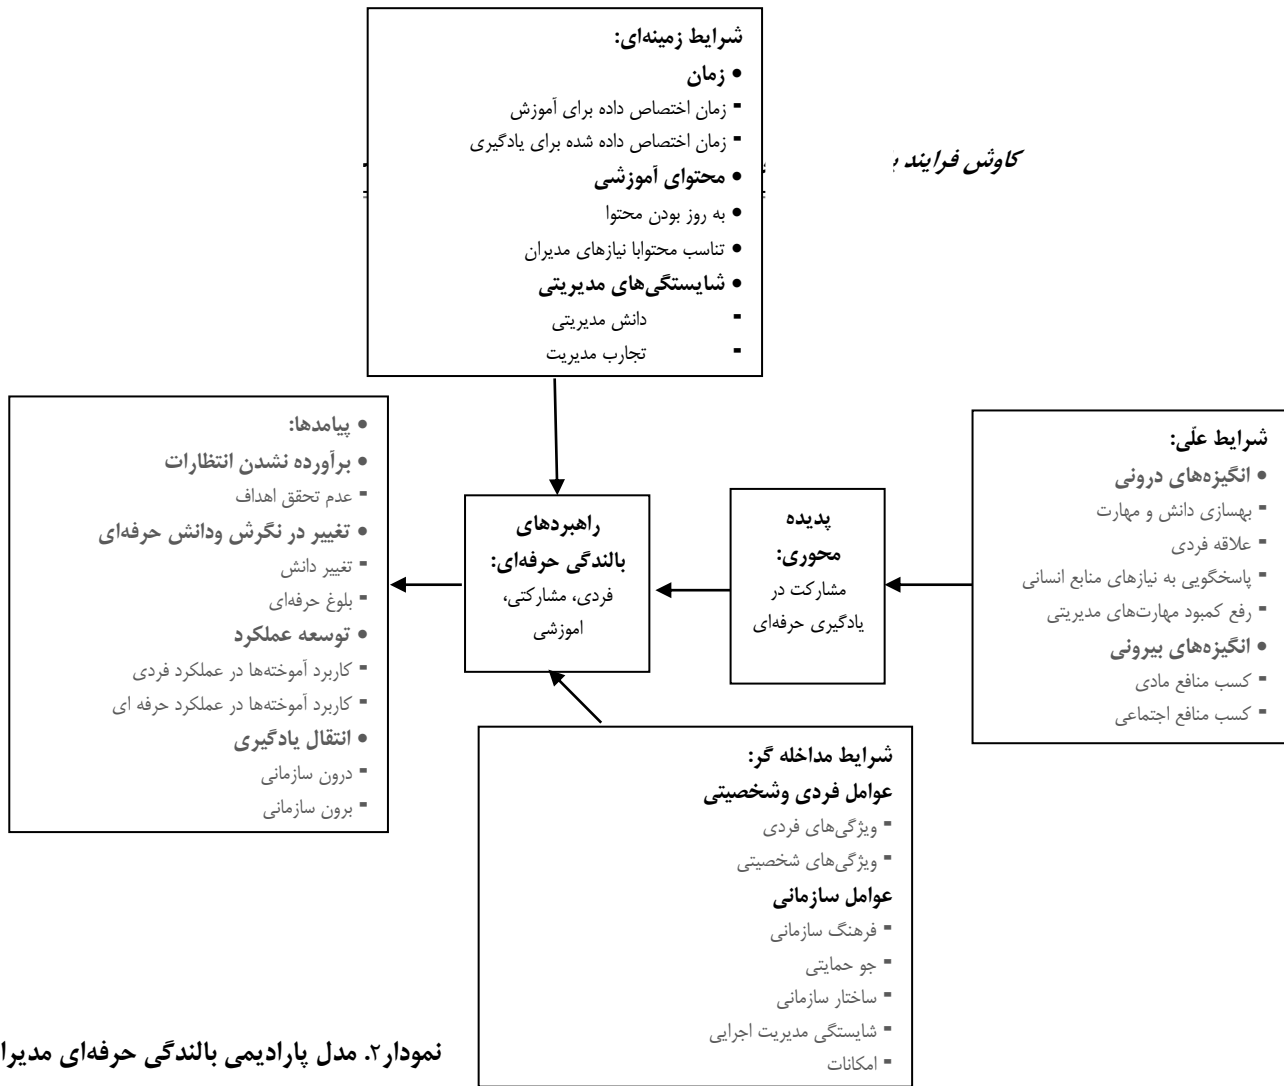 شرایط زمینه‌ای:
• زمان
⁃ زمان اختصاص داده برای آموزش
⁃ زمان اختصاص داده شده برای یادگیری
• محتوای آموزشی
• به روز بودن محتوا
• تناسب محتوابا نیازهای مدیران
• شایستگی‌های مدیریتی
⁃ دانش مدیریتی
⁃ تجارب مدیریت
کاوش فرایند
شرایط علّی:
• انگیزه‌های درونی
⁃ بهسازی دانش و مهارت
⁃ علاقه فردی
⁃ پاسخگویی به نیازهای منابع انسانی
⁃ رفع کمبود مهارت‌های مدیریتی
• انگیزه‌های بیرونی
⁃ کسب منافع مادی
⁃ کسب منافع اجتماعی
پدیده
محوری:
مشارکت در
یادگیری حرفه‌ای
راهبردهای
بالندگی حرفه‌ای:
فردی، مشارکتی،
اموزشی
• پیامدها:
• برآورده نشدن انتظارات
⁃ عدم تحقق اهداف
• تغییر در نگرش ودانش حرفه‌ای
⁃ تغییر دانش
⁃ بلوغ حرفه‌ای
• توسعه عملکرد
⁃ کاربرد آموخته‌ها در عملکرد فردی
⁃ کاربرد آموخته‌ها در عملکرد حرفه ای
• انتقال یادگیری
⁃ درون سازمانی
⁃ برون سازمانی
شرایط مداخله گر:
عوامل فردی وشخصیتی
⁃ ویژگی‌های فردی
⁃ ویژگی‌های شخصیتی
عوامل سازمانی
⁃ فرهنگ سازمانی
⁃ جو حمایتی
⁃ ساختار سازمانی
⁃ شایستگی مدیریت اجرایی
⁃ امکانات
نمودار۲. مدل پارادیمی بالندگی حرفه‌ای مدیرا